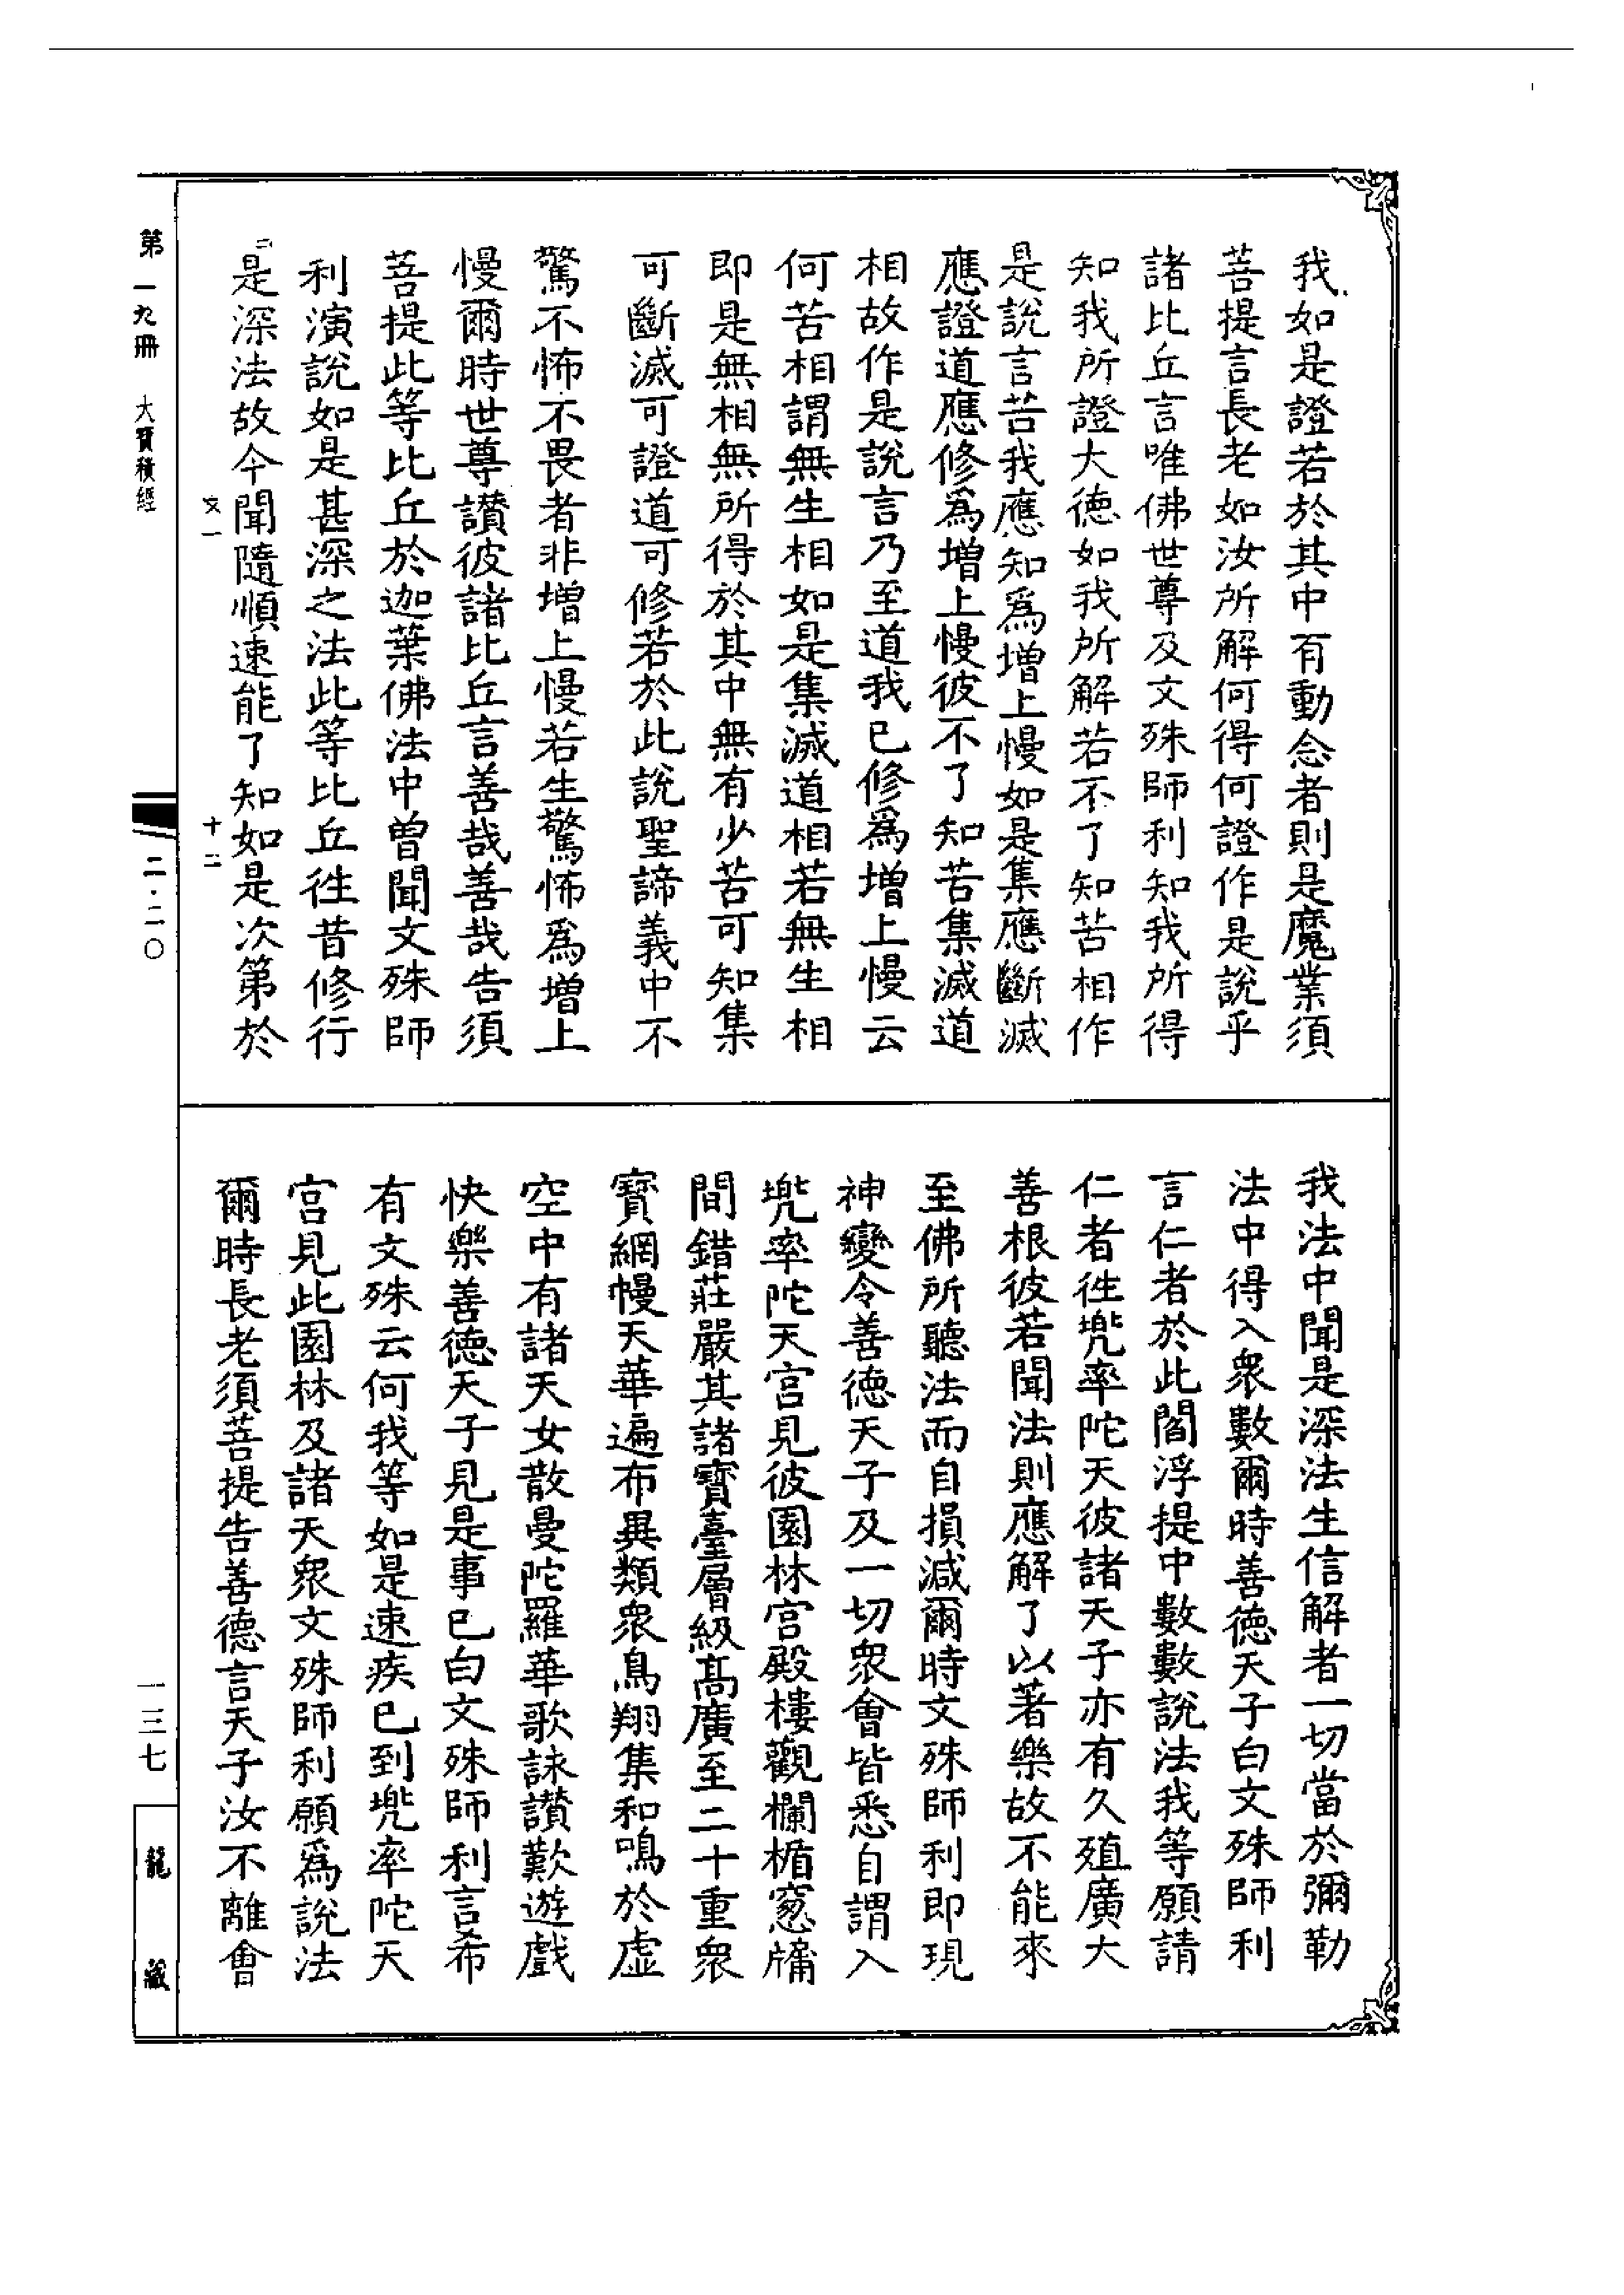 我如是證若於其中有動念者則是魔業須
菩提言長老如汝所解何得何證作是說乎
諸比丘言唯佛世尊及文殊師利知我所得
知我所證大德如我所解若不了知苦相作
是說言苦我應知爲增上慢如是集應斷滅
應證道應修爲增上慢彼不了知苦集滅道
相故作是說言乃至道我已修爲增上慢云
何苦相謂無生相如是集滅道相若無生相
即是無相無所得於其中無有少苦可知集
可斷滅可證道可修若於此說聖諦義中不
驚不怖不畏者非增上慢若生驚怖爲增上
慢爾時世尊讃彼諸比丘言善哉善哉告須
菩提此等比丘於迦葉佛法中曾聞文殊師
利演說如是甚深之法此等比丘徃昔修行
是深法故今聞隨順速能了知如是次第於
我法中聞是深法生信解者一切當於彌勒
法中得入衆數爾時善德天子白文殊師利
言仁者於此閻浮提中數數說法我等願請
仁者徃兠率陀天彼諸天子亦有久殖廣大
善根彼若聞法則應解了以著樂故不能來
至佛所聽法而自損減爾時文殊師利即現
神變令善德天子及一切衆會皆悉自謂入
兠率陀天宮見彼園林宮殿樓觀欄楯窓牖
間錯莊嚴其諸寶臺層級高廣至二十重衆
寶網幔天華遍布異類衆鳥翔集和鳴於虛
空中有諸天女散曼陀羅華歌詠讃歎遊戲
快樂善德天子見是事已白文殊師利言希
有文殊云何我等如是速疾已到兠率陀天
宮見此園林及諸天衆文殊師利願爲說法
爾時長老須菩提告善德言天子汝不離會
文一
十二
第一九冊
大寶積經
二·二〇
一三七
龍藏